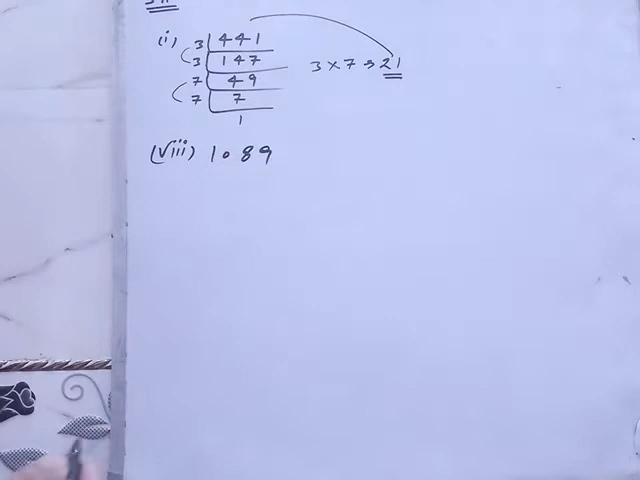 (i) 3 | 441
3 | 147
3 × 7 = 21
7 | 49
7 | 7
1
(viii) 1089